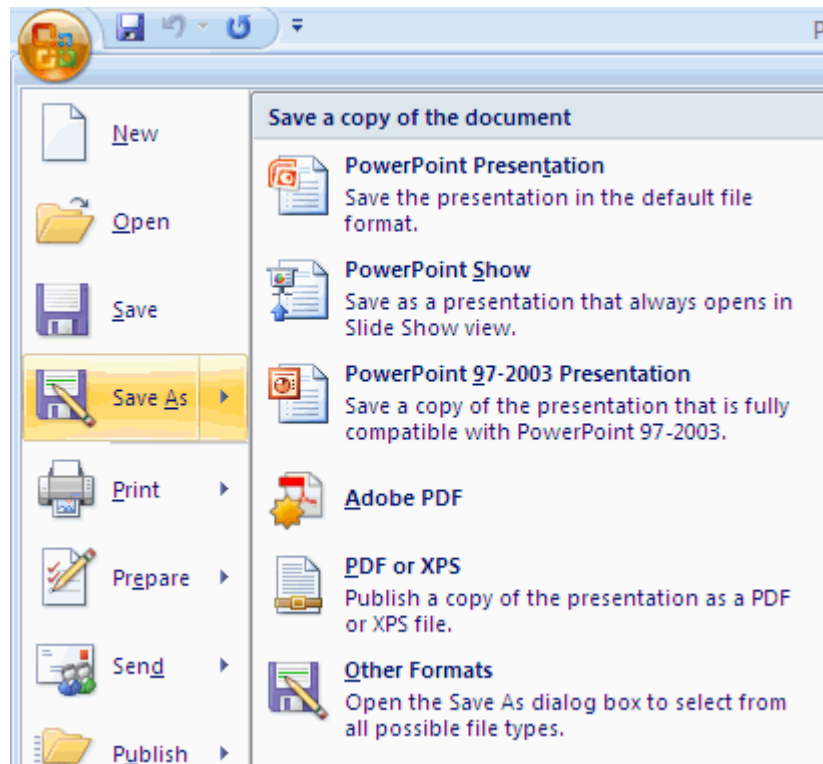 P
New
Open
Save
Save As
Print
Prepare
Send
Publish
Save a copy of the document
PowerPoint Presentation
Save the presentation in the default file
format.
PowerPoint Show
Save as a presentation that always opens in
Slide Show view.
PowerPoint 97-2003 Presentation
Save a copy of the presentation that is fully
compatible with PowerPoint 97-2003.
Adobe PDF
PDF or XPS
Publish a copy of the presentation as a PDF
or XPS file.
Other Formats
Open the Save As dialog box to select from
all possible file types.